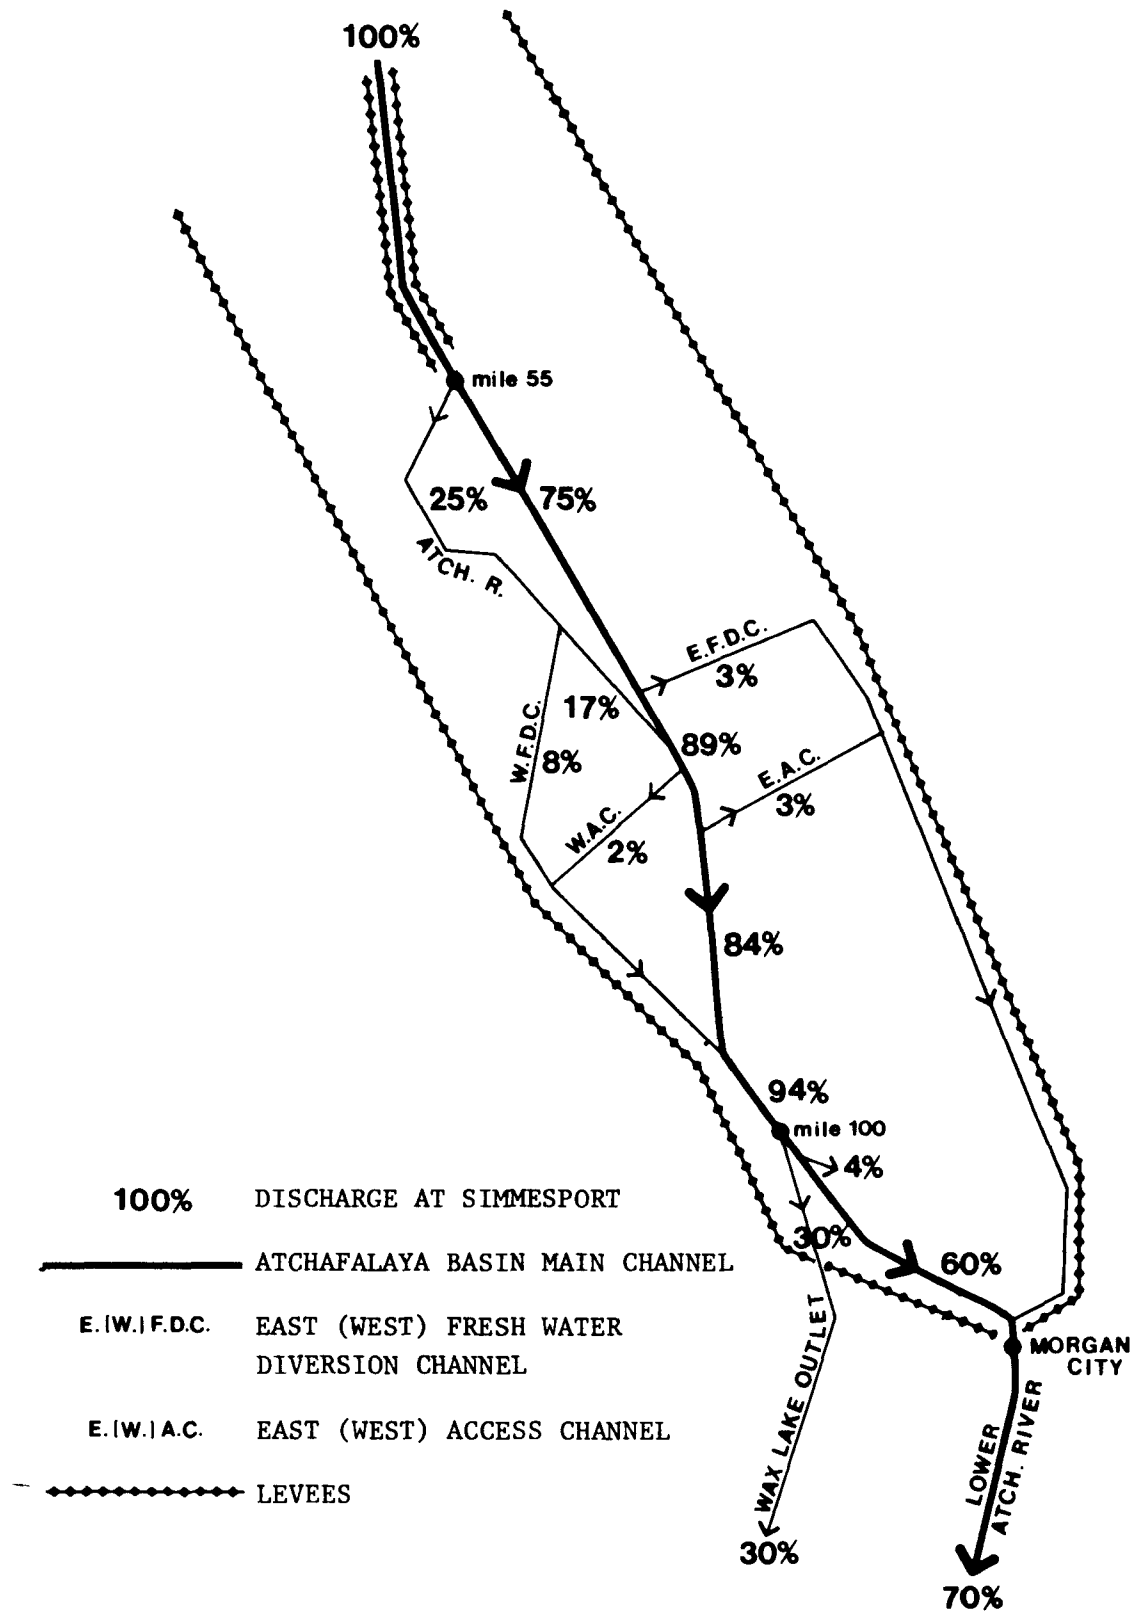 100%
mile 55
25%
75%
ATCH. R.
E.F.D.C.
3%
17%
W.F.D.C.
8%
89%
E.A.C.
3%
W.A.C.
2%
84%
94%
mile 100
4%
30%
60%
MORGAN
CITY
WAX LAKE OUTLET
30%
LOWER
ATCH. RIVER
70%
100% DISCHARGE AT SIMMESPORT
ATCHAFALAYA BASIN MAIN CHANNEL
E.(W.) F.D.C. EAST (WEST) FRESH WATER
DIVERSION CHANNEL
E.(W.) A.C. EAST (WEST) ACCESS CHANNEL
LEVEES